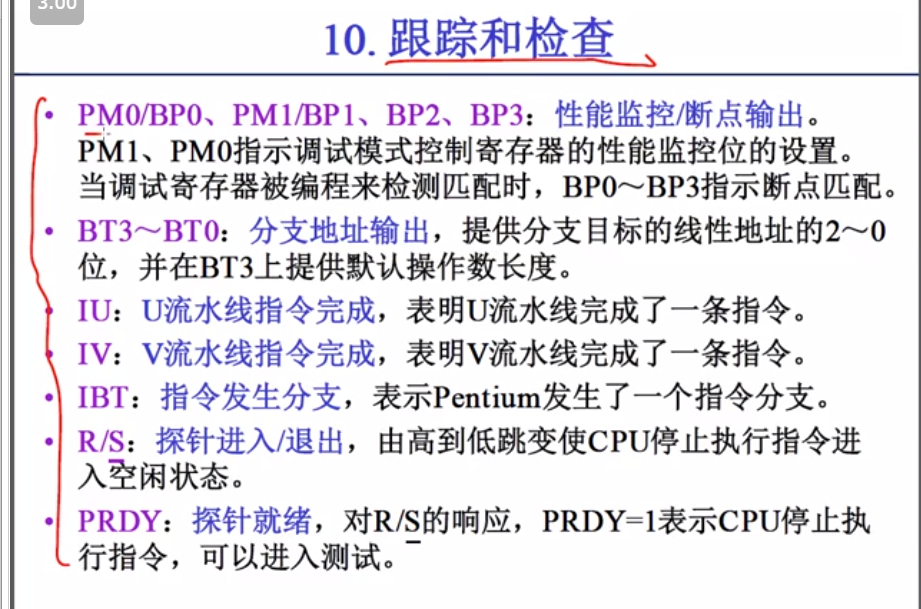 3.00
10. 跟踪和检查
• PM0/BP0、PM1/BP1、BP2、BP3：性能监控/断点输出。
PM1、PM0指示调试模式控制寄存器的性能监控位的设置。
当调试寄存器被编程来检测匹配时，BP0～BP3指示断点匹配。
• BT3～BT0：分支地址输出，提供分支目标的线性地址的2～0
位，并在BT3上提供默认操作数长度。
• IU：U流水线指令完成，表明U流水线完成了一条指令。
• IV：V流水线指令完成，表明V流水线完成了一条指令。
• IBT：指令发生分支，表示Pentium发生了一个指令分支。
• R/S：探针进入/退出，由高到低跳变使CPU停止执行指令进
入空闲状态。
• PRDY：探针就绪，对R/S的响应，PRDY=1表示CPU停止执
行指令，可以进入测试。